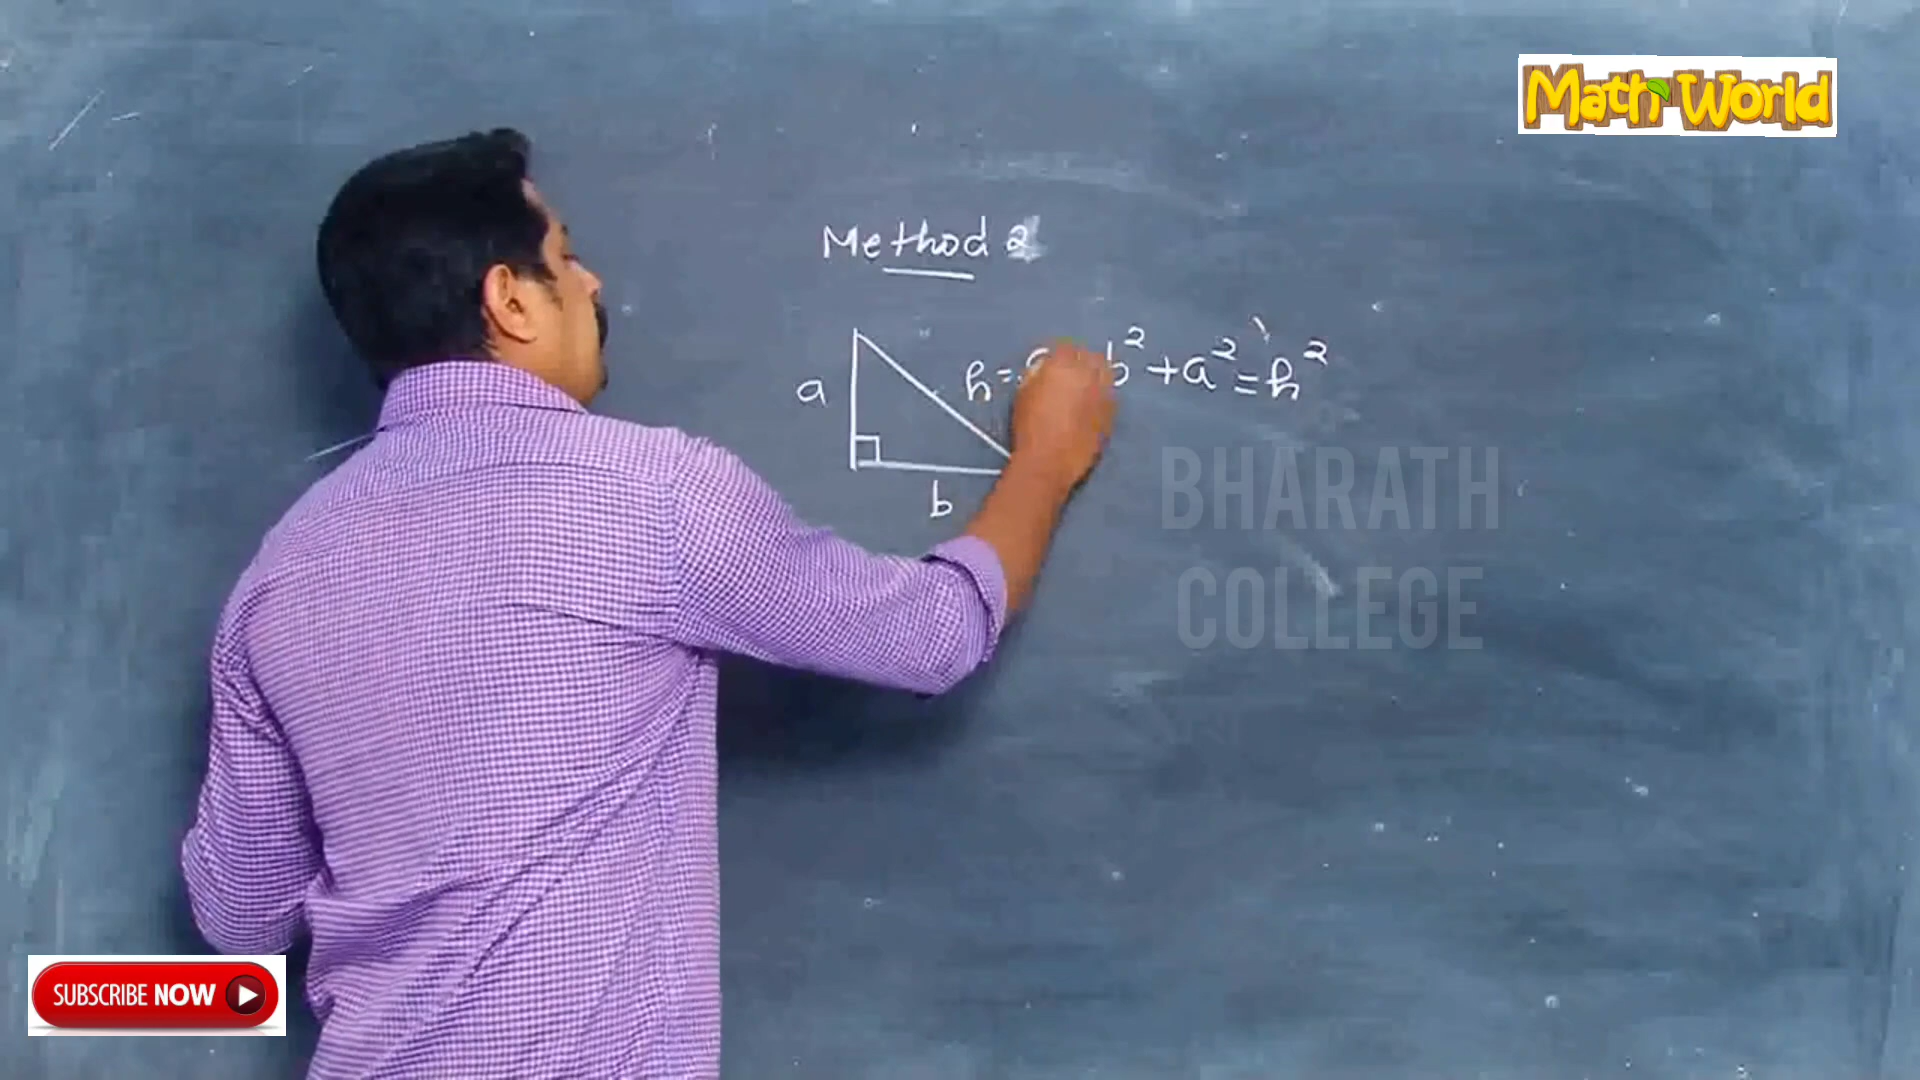 Math World
Method 2
a
h =
b² + a² = h²
b
BHARATH
COLLEGE
SUBSCRIBE NOW